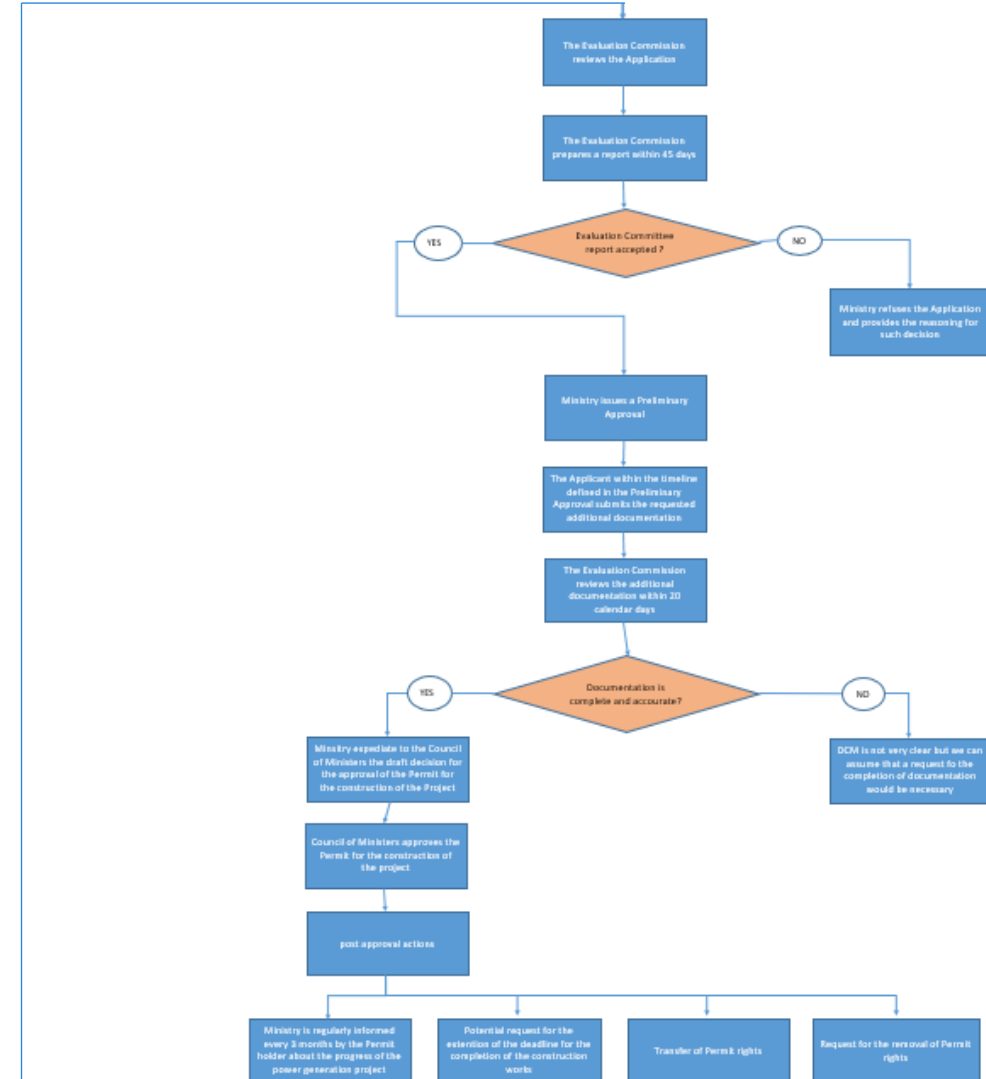 The Evaluation Commission
reviews the Application
The Evaluation Commission
prepares a report within 45 days
Evaluation Committee
report accepted ?
YES
NO
Ministry refuses the Application
and provides the reasoning for
such decision
Ministry issues a Preliminary
Approval
The Applicant within the timeline
defined in the Preliminary
Approval submits the requested
additional documentation
The Evaluation Commission
reviews the additional
documentation within 20
calendar days
Documentation is
complete and accourate?
YES
NO
Minsitry expediate to the Council
of Ministers the draft decision for
the approval of the Permit for
the construction of the Project
DCM is not very clear but we can
assume that a request fo the
completion of documentation
would be necessary
Council of Ministers approves the
Permit for the construction of
the project
post approval actions
Ministry is regularly informed
every 3 months by the Permit
holder about the progress of the
power generation project
Potential request for the
extention of the deadline for the
completion of the construction
works
Transfer of Permit rights
Request for the removal of Permit
rights